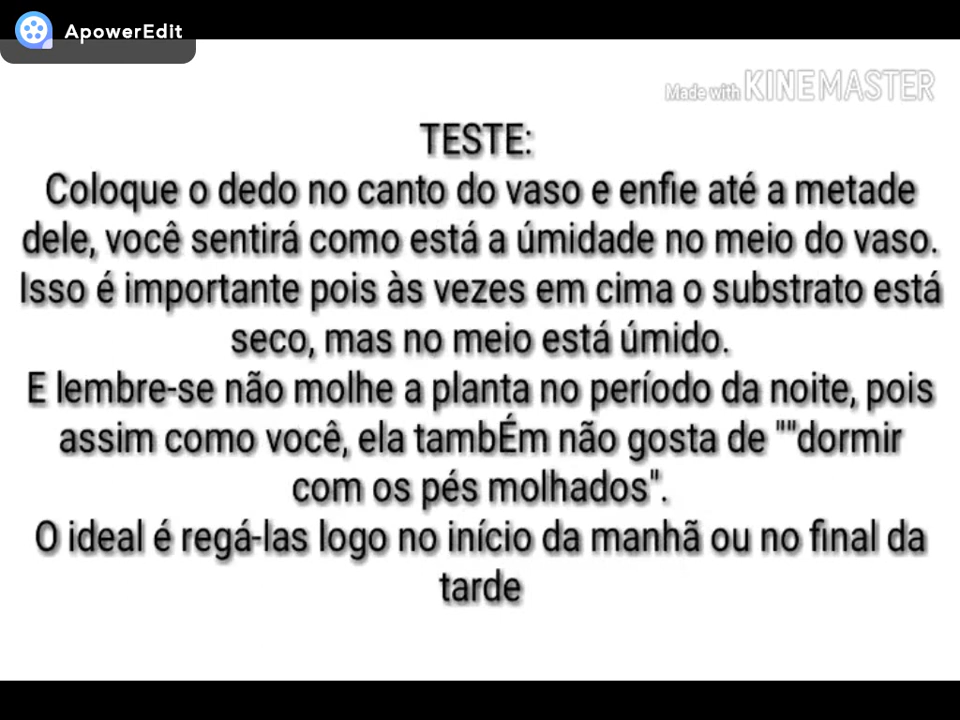 ApowerEdit
Made with KINEMASTER
TESTE:
Coloque o dedo no canto do vaso e enfie até a metade
dele, você sentirá como está a úmidade no meio do vaso.
Isso é importante pois às vezes em cima o substrato está
seco, mas no meio está úmido.
E lembre-se não molhe a planta no período da noite, pois
assim como você, ela tambÉm não gosta de ""dormir
com os pés molhados".
O ideal é regá-las logo no início da manhã ou no final da
tarde